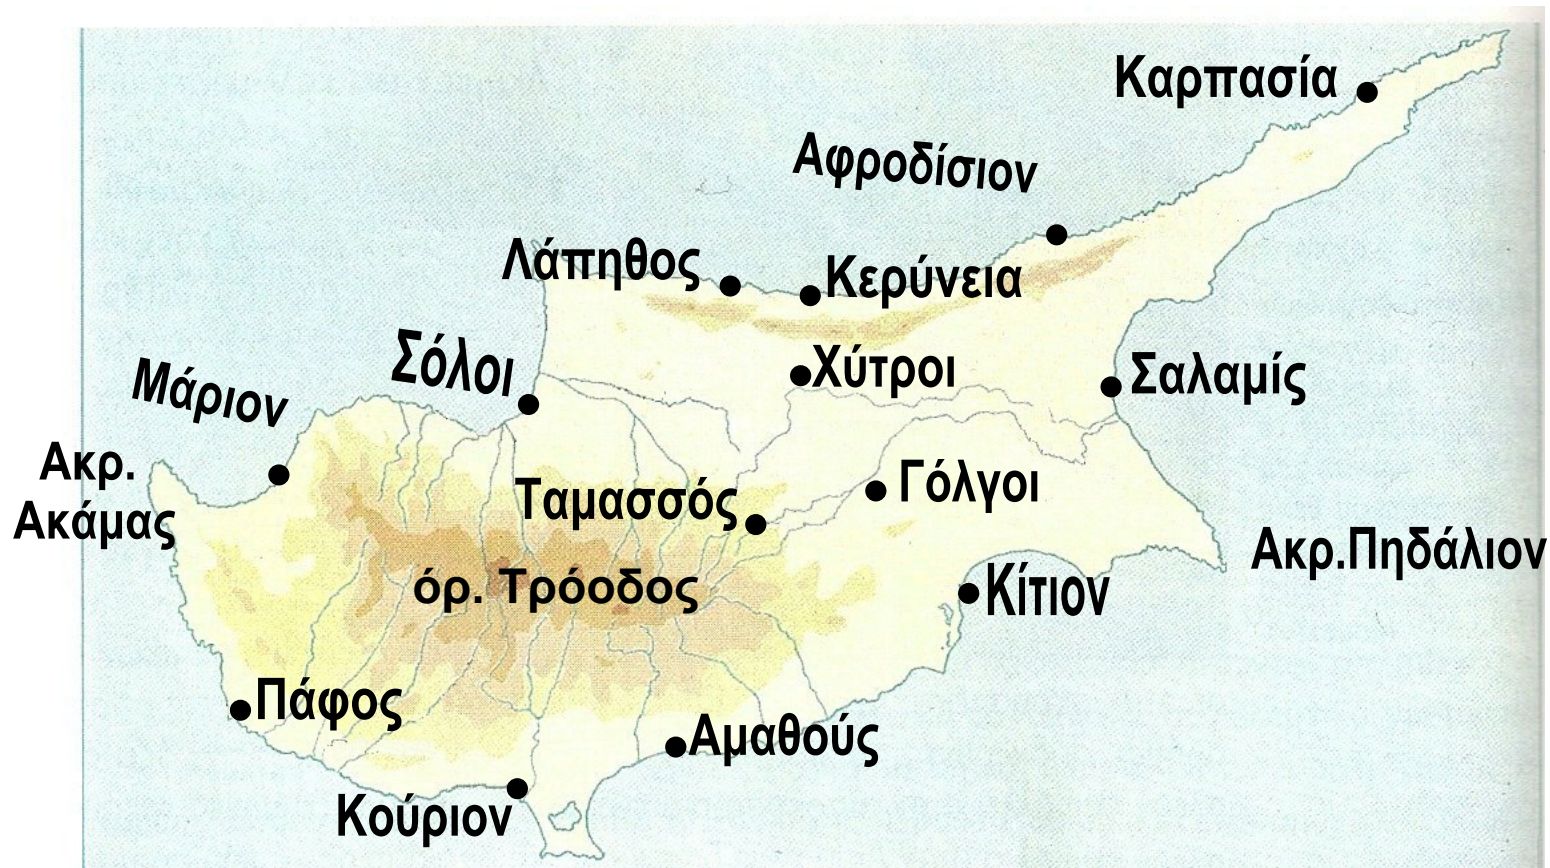 Καρπασία
Αφροδίσιον
Λάπηθος
Κερύνεια
Σόλοι
Χύτροι
Σαλαμίς
Μάριον
Ακρ.
Ακάμας
Ταμασσός
Γόλγοι
Ακρ.Πηδάλιον
όρ. Τρόοδος
Κίτιον
Πάφος
Αμαθούς
Κούριον